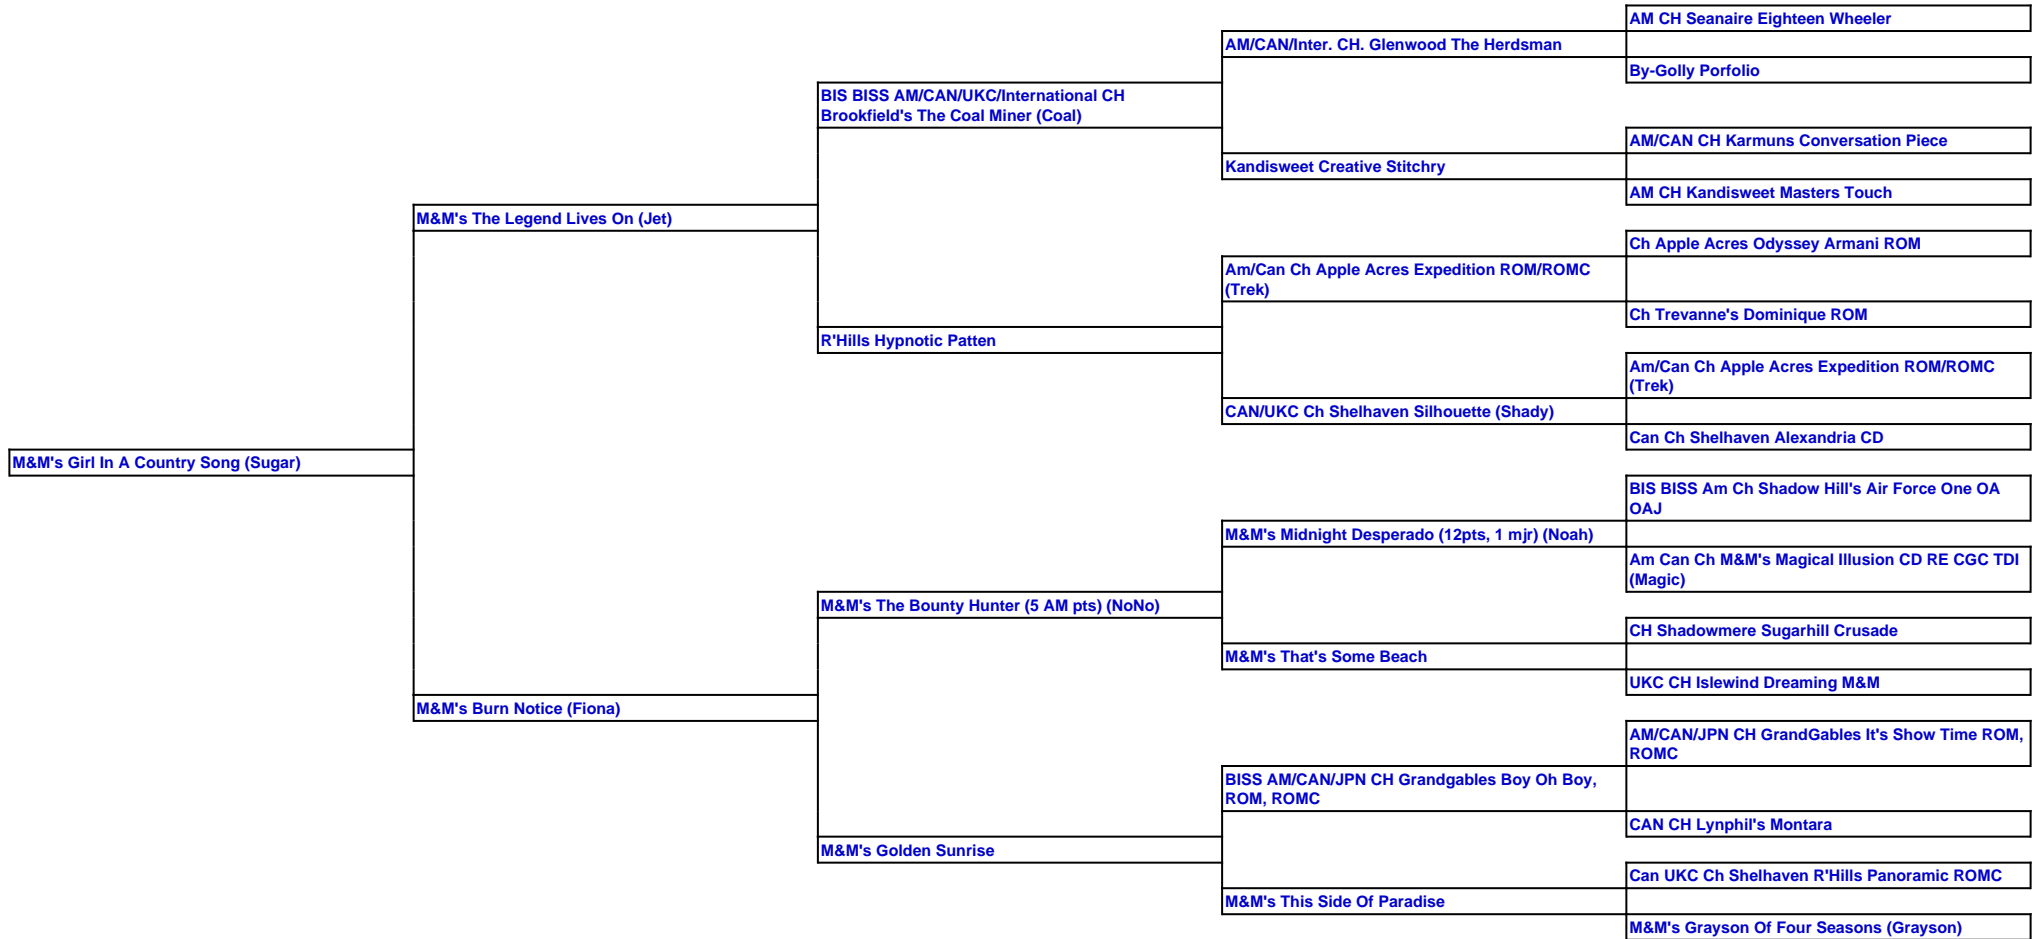 AM CH Seanaire Eighteen Wheeler
AM/CAN/Inter. CH. Glenwood The Herdsman
By-Golly Porfolio
BIS BISS AM/CAN/UKC/International CH
Brookfield's The Coal Miner (Coal)
AM/CAN CH Karmuns Conversation Piece
Kandisweet Creative Stitchry
AM CH Kandisweet Masters Touch
M&M's The Legend Lives On (Jet)
Ch Apple Acres Odyssey Armani ROM
Am/Can Ch Apple Acres Expedition ROM/ROMC
(Trek)
Ch Trevanne's Dominique ROM
R'Hills Hypnotic Patten
Am/Can Ch Apple Acres Expedition ROM/ROMC
(Trek)
CAN/UKC Ch Shelhaven Silhouette (Shady)
Can Ch Shelhaven Alexandria CD
M&M's Girl In A Country Song (Sugar)
BIS BISS Am Ch Shadow Hill's Air Force One OA
OAJ
M&M's Midnight Desperado (12pts, 1 mjr) (Noah)
Am Can Ch M&M's Magical Illusion CD RE CGC TDI
(Magic)
M&M's The Bounty Hunter (5 AM pts) (NoNo)
CH Shadowmere Sugarhill Crusade
M&M's That's Some Beach
UKC CH Islewind Dreaming M&M
M&M's Burn Notice (Fiona)
AM/CAN/JPN CH GrandGables It's Show Time ROM,
ROMC
BISS AM/CAN/JPN CH Grandgables Boy Oh Boy,
ROM, ROMC
CAN CH Lynphil's Montara
M&M's Golden Sunrise
Can UKC Ch Shelhaven R'Hills Panoramic ROMC
M&M's This Side Of Paradise
M&M's Grayson Of Four Seasons (Grayson)